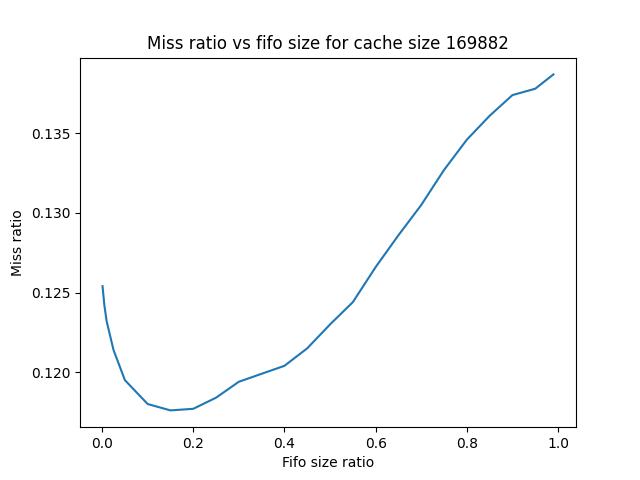 Miss ratio vs fifo size for cache size 169882
0.135
0.130
0.125
0.120
Miss ratio
0.0 0.2 0.4 0.6 0.8 1.0
Fifo size ratio